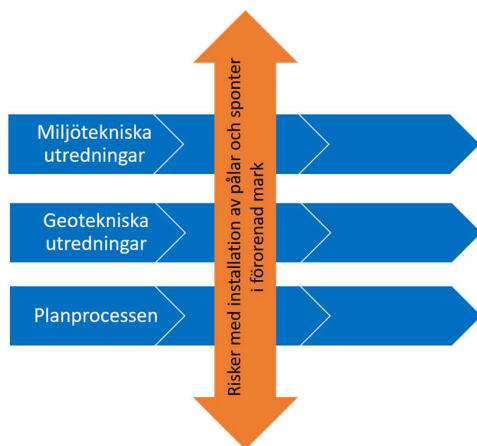 Miljötekniska
utredningar
Geotekniska
utredningar
Planprocessen
Risker med installation av pålar och sponter
i förorenad mark